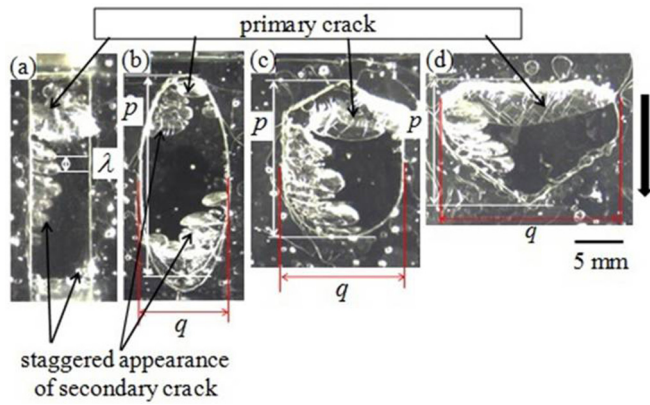 primary crack
(a)
(b)
(c)
(d)
p
λ
p
p
q
q
q
5 mm
staggered appearance
of secondary crack